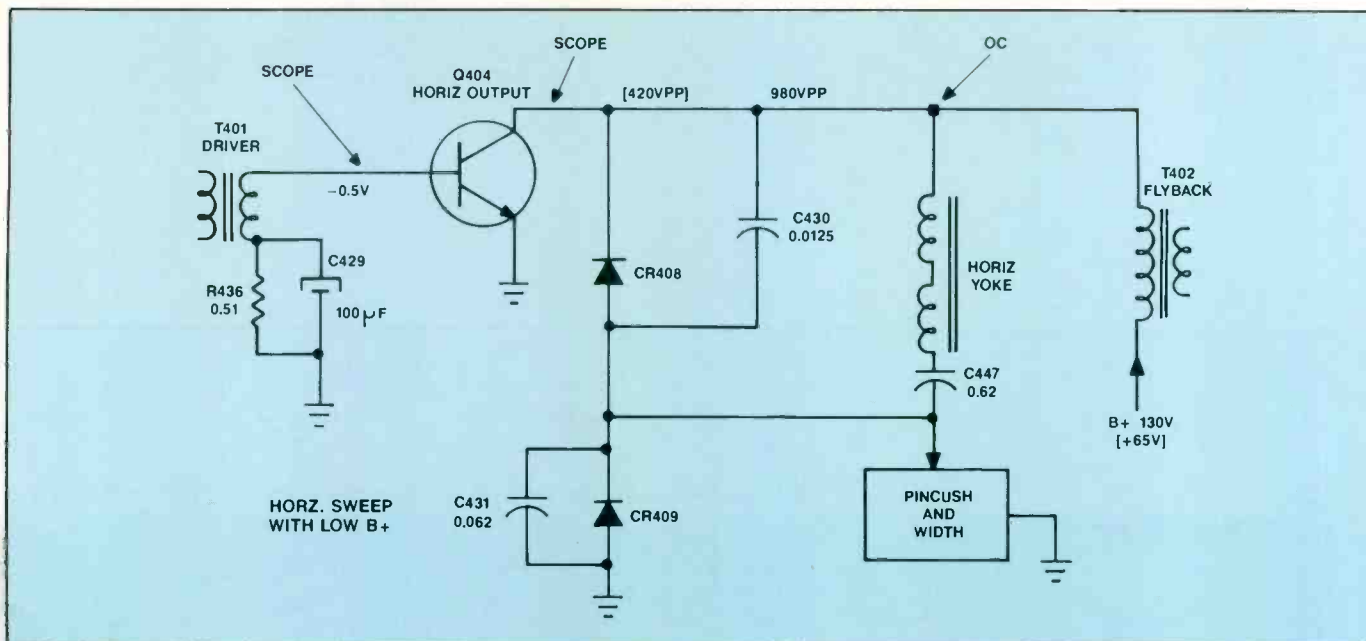 SCOPE
OC
SCOPE
Q404
HORIZ OUTPUT
[420VPP]
980VPP
T401
DRIVER
T402
FLYBACK
−0.5V
C430
0.0125
C429
CR408
HORIZ
YOKE
R436
0.51
100 µF
C447
0.62
B+ 130V
[+65V]
C431
0.062
CR409
HORZ. SWEEP
WITH LOW B+
PINCUSH
AND
WIDTH